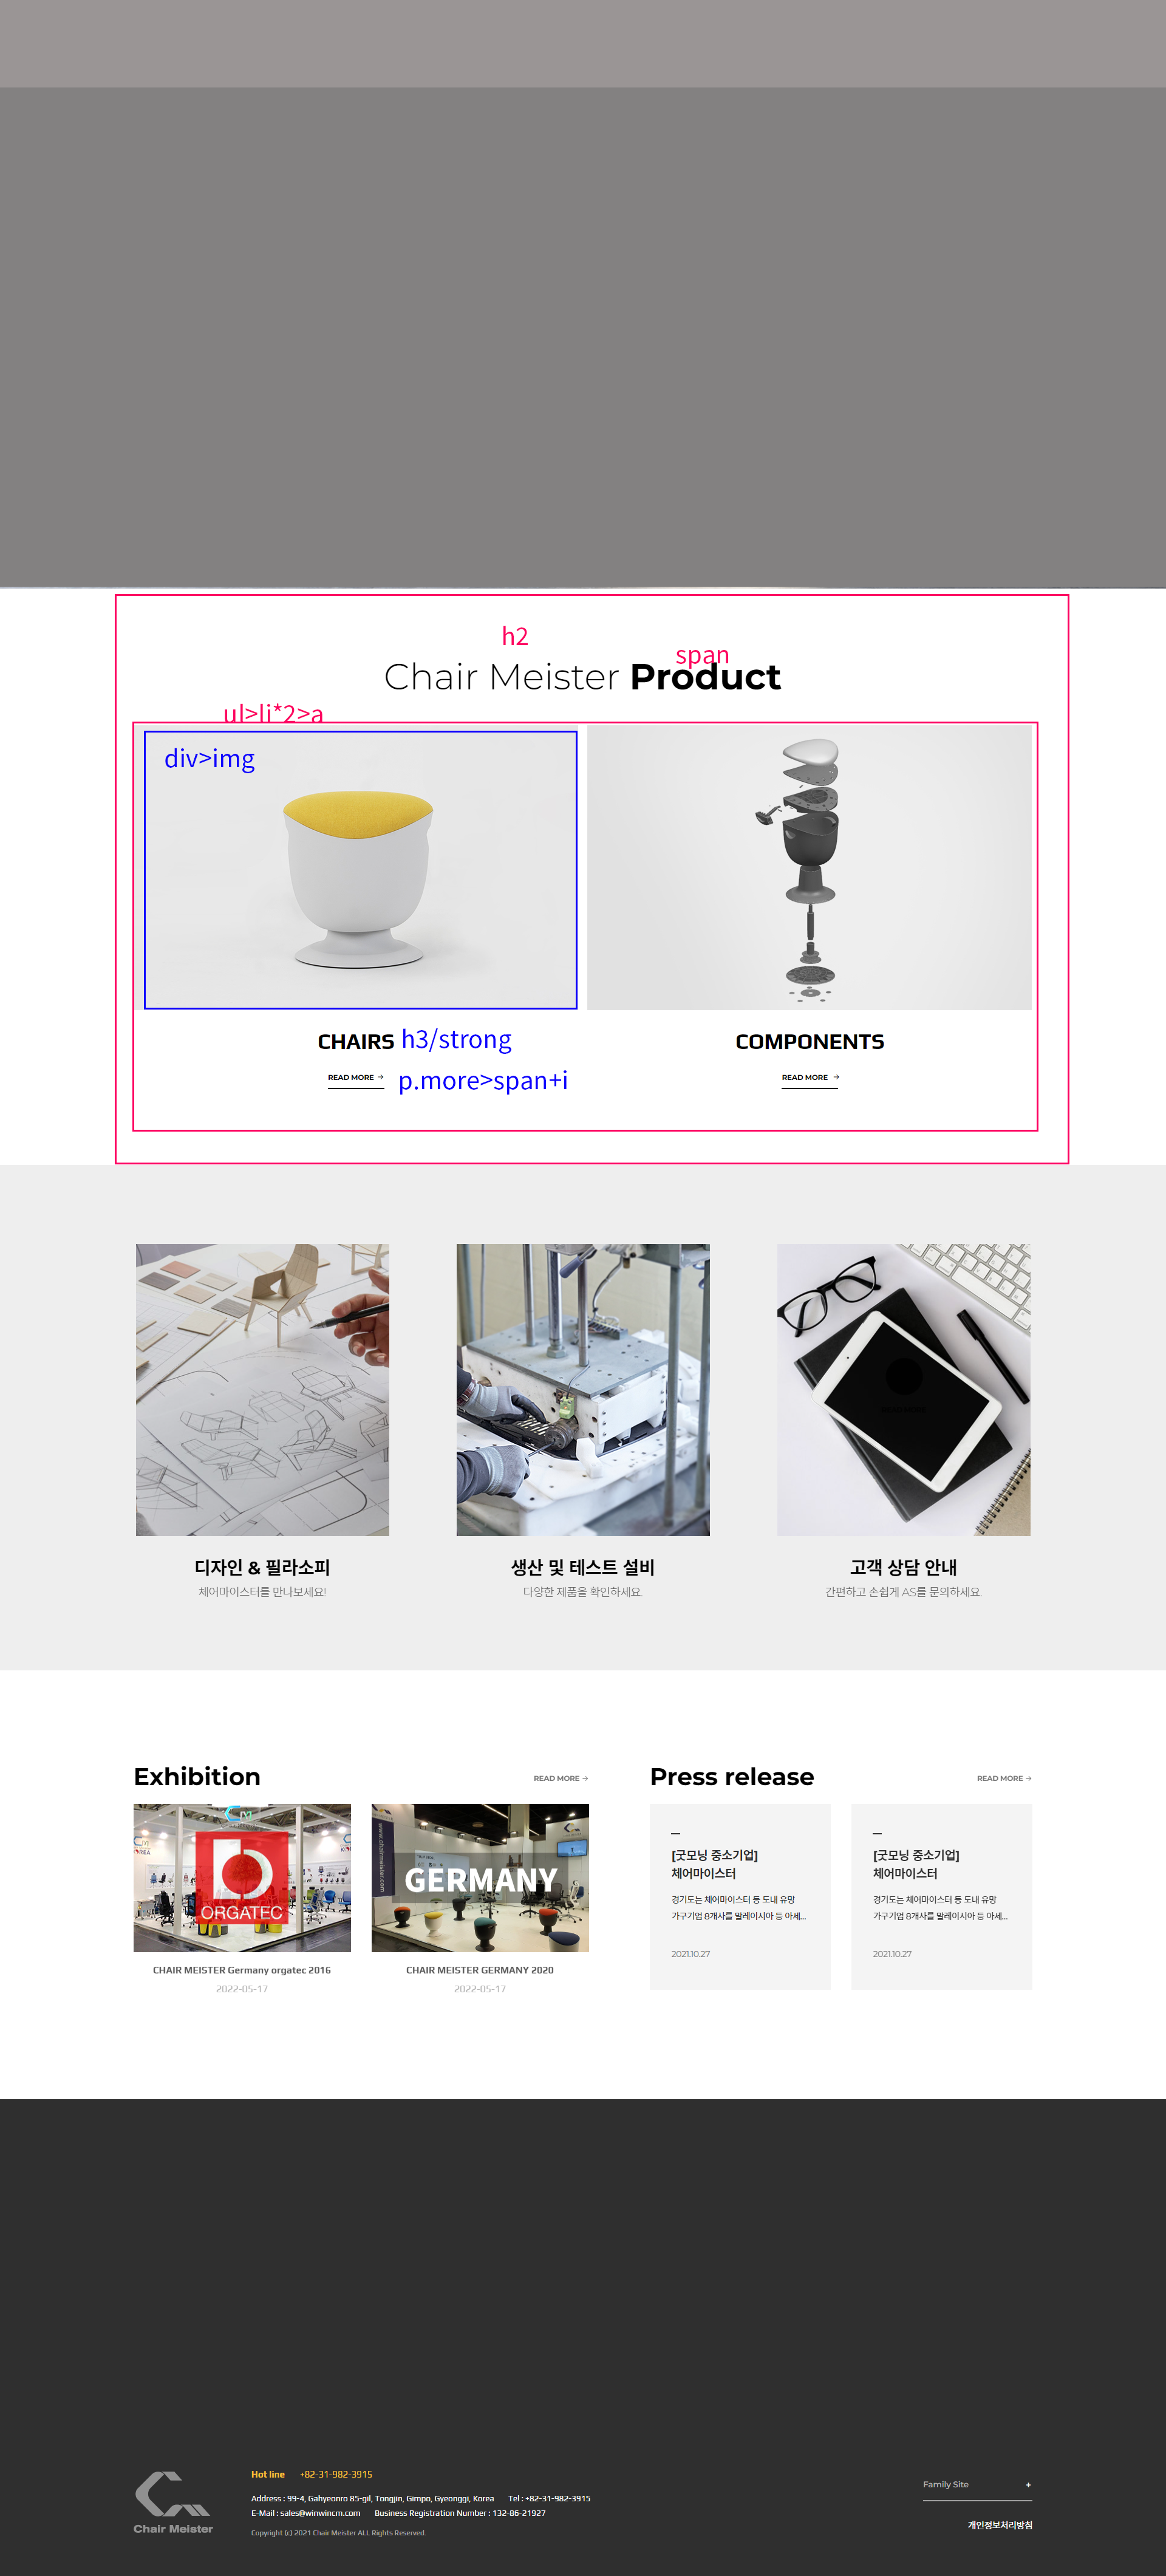 h2
span
Chair Meister Product
ul>li*2>a
div>img
CHAIRS h3/strong
COMPONENTS
READ MORE → p.more>span+i
READ MORE →
디자인 & 필라소피
체어마이스터를 만나보세요!
생산 및 테스트 설비
다양한 제품을 확인하세요.
고객 상담 안내
간편하고 손쉽게 AS를 문의하세요.
Exhibition
READ MORE →
ORGATEC
www.chairmeister.com
GERMANY
CHAIR MEISTER Germany orgatec 2016
2022-05-17
CHAIR MEISTER GERMANY 2020
2022-05-17
Press release
READ MORE →
[굿모닝 중소기업]
체어마이스터
경기도는 체어마이스터 등 도내 유망
가구기업 8개사를 말레이시아 등 아세...
2021.10.27
[굿모닝 중소기업]
체어마이스터
경기도는 체어마이스터 등 도내 유망
가구기업 8개사를 말레이시아 등 아세...
2021.10.27
Chair Meister
Hot line +82-31-982-3915
Address : 99-4, Gahyeonro 85-gil, Tongjin, Gimpo, Gyeonggi, Korea Tel : +82-31-982-3915
E-Mail : sales@winwincm.com Business Registration Number : 132-86-21927
Copyright (c) 2021 Chair Meister ALL Rights Reserved.
Family Site +
개인정보처리방침